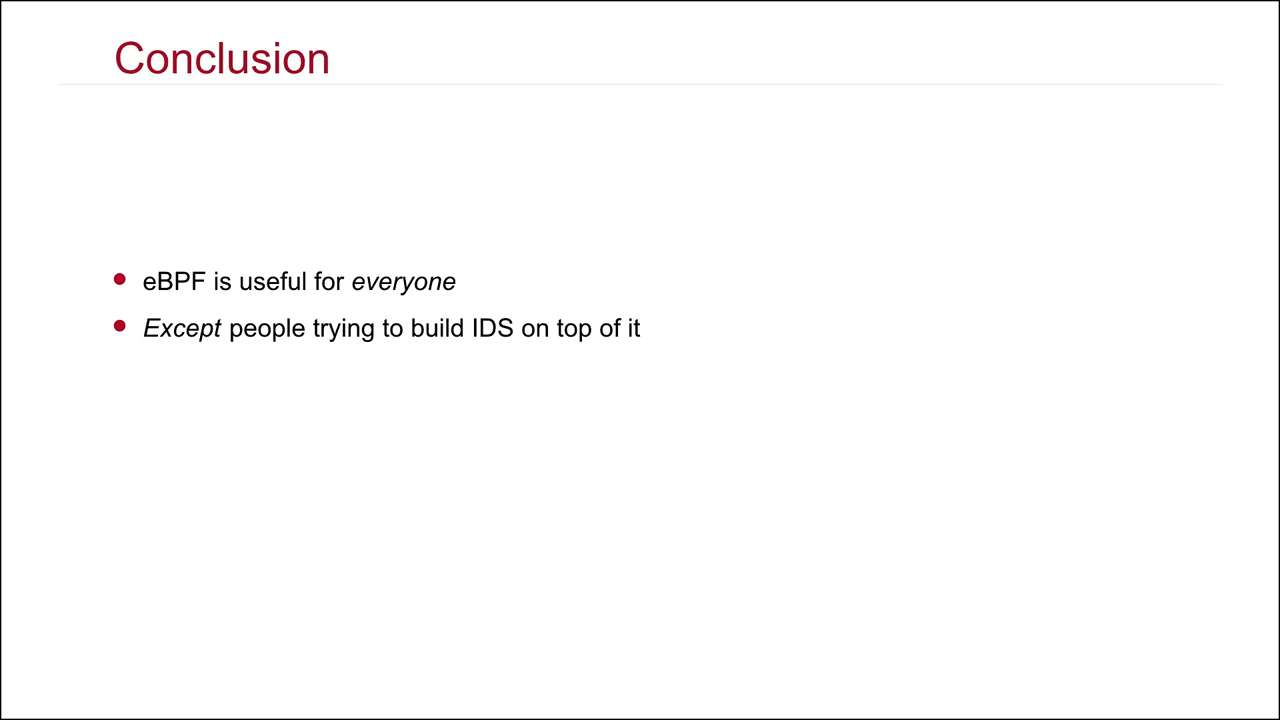 Conclusion
eBPF is useful for everyone
Except people trying to build IDS on top of it